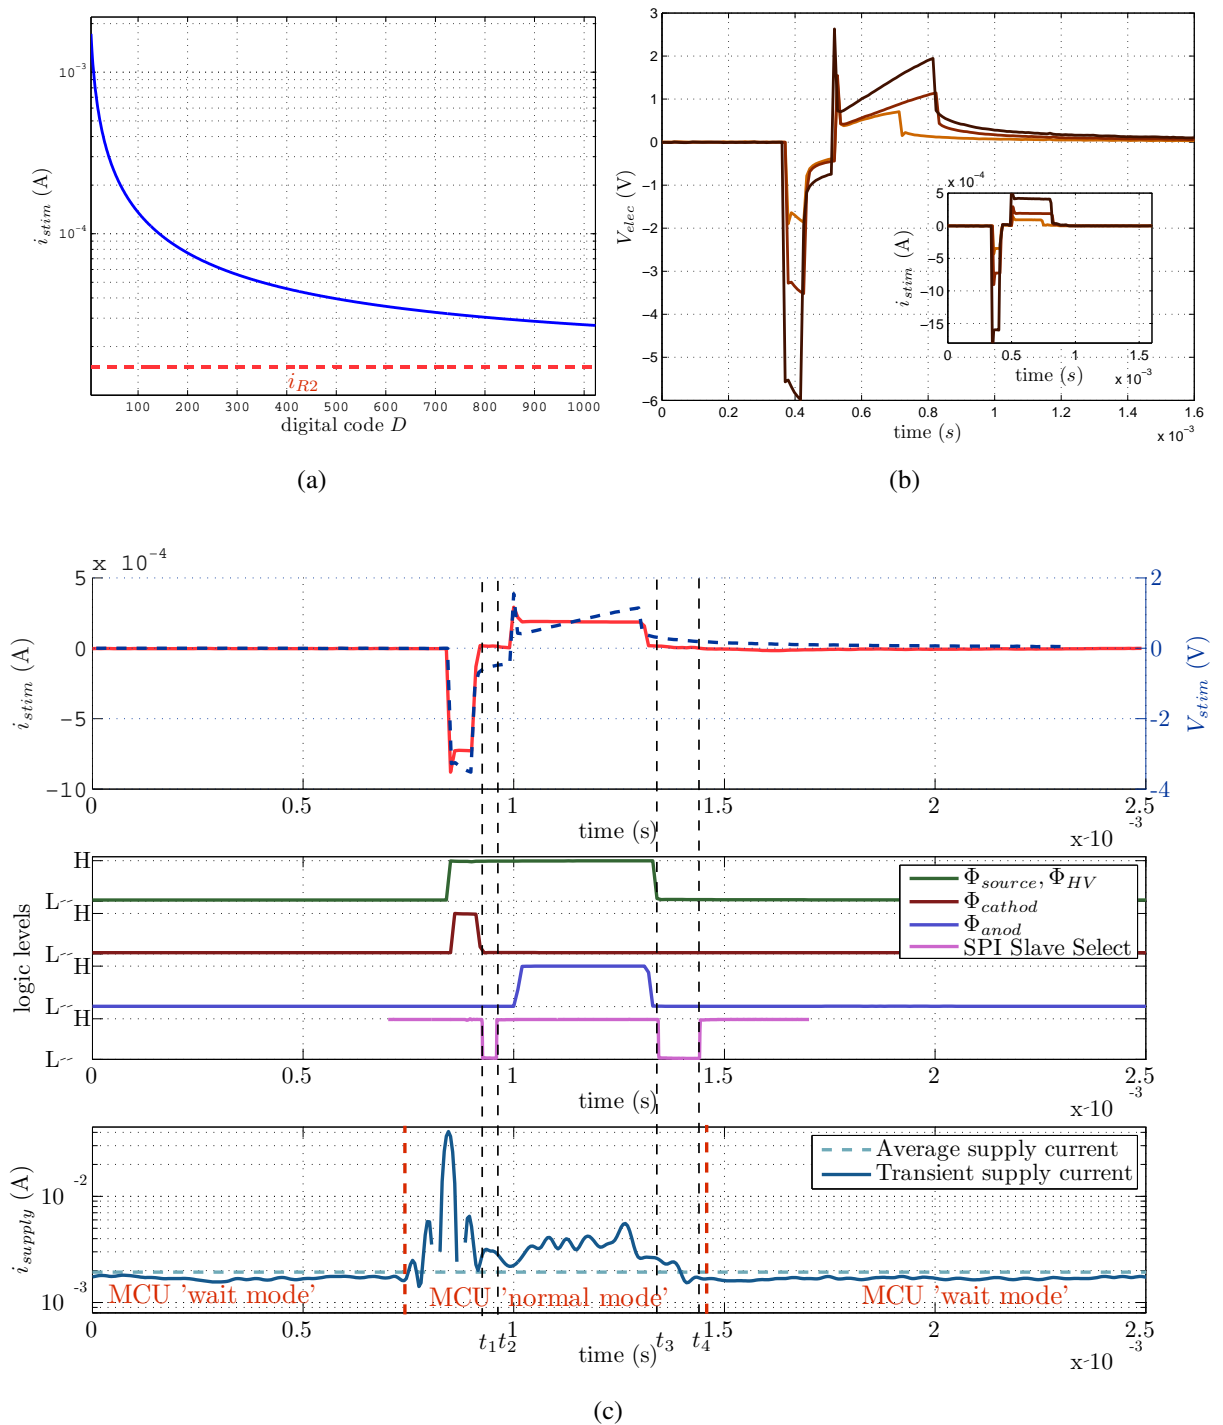 10⁻³
10⁻⁴
i_stim (A)
i_R2
100 200 300 400 500 600 700 800 900 1000
digital code D
(a)
3
2
1
0
-1
-2
-3
-4
-5
-6
V_elec (V)
0 0.2 0.4 0.6 0.8 1 1.2 1.4 1.6
x 10⁻³
time (s)
x 10⁻⁴
5
0
-5
-10
-15
i_stim (A)
0 0.5 1 1.5
time (s) x 10⁻³
(b)
x 10⁻⁴
5
0
−5
−10
i_stim (A)
2
0
-2
-4
V_stim (V)
0 0.5 1 1.5 2 2.5
time (s)
x 10⁻³
H
L
H
L
H
L
H
L
logic levels
Φ_source, Φ_HV
Φ_cathod
Φ_anod
SPI Slave Select
0 0.5 1 1.5 2 2.5
time (s)
x 10⁻³
i_supply (A)
10⁻²
10⁻³
Average supply current
Transient supply current
MCU 'wait mode' MCU 'normal mode' MCU 'wait mode'
0 0.5 1 1.5 2 2.5
t₁ t₂ t₃ t₄
time (s)
x 10⁻³
(c)